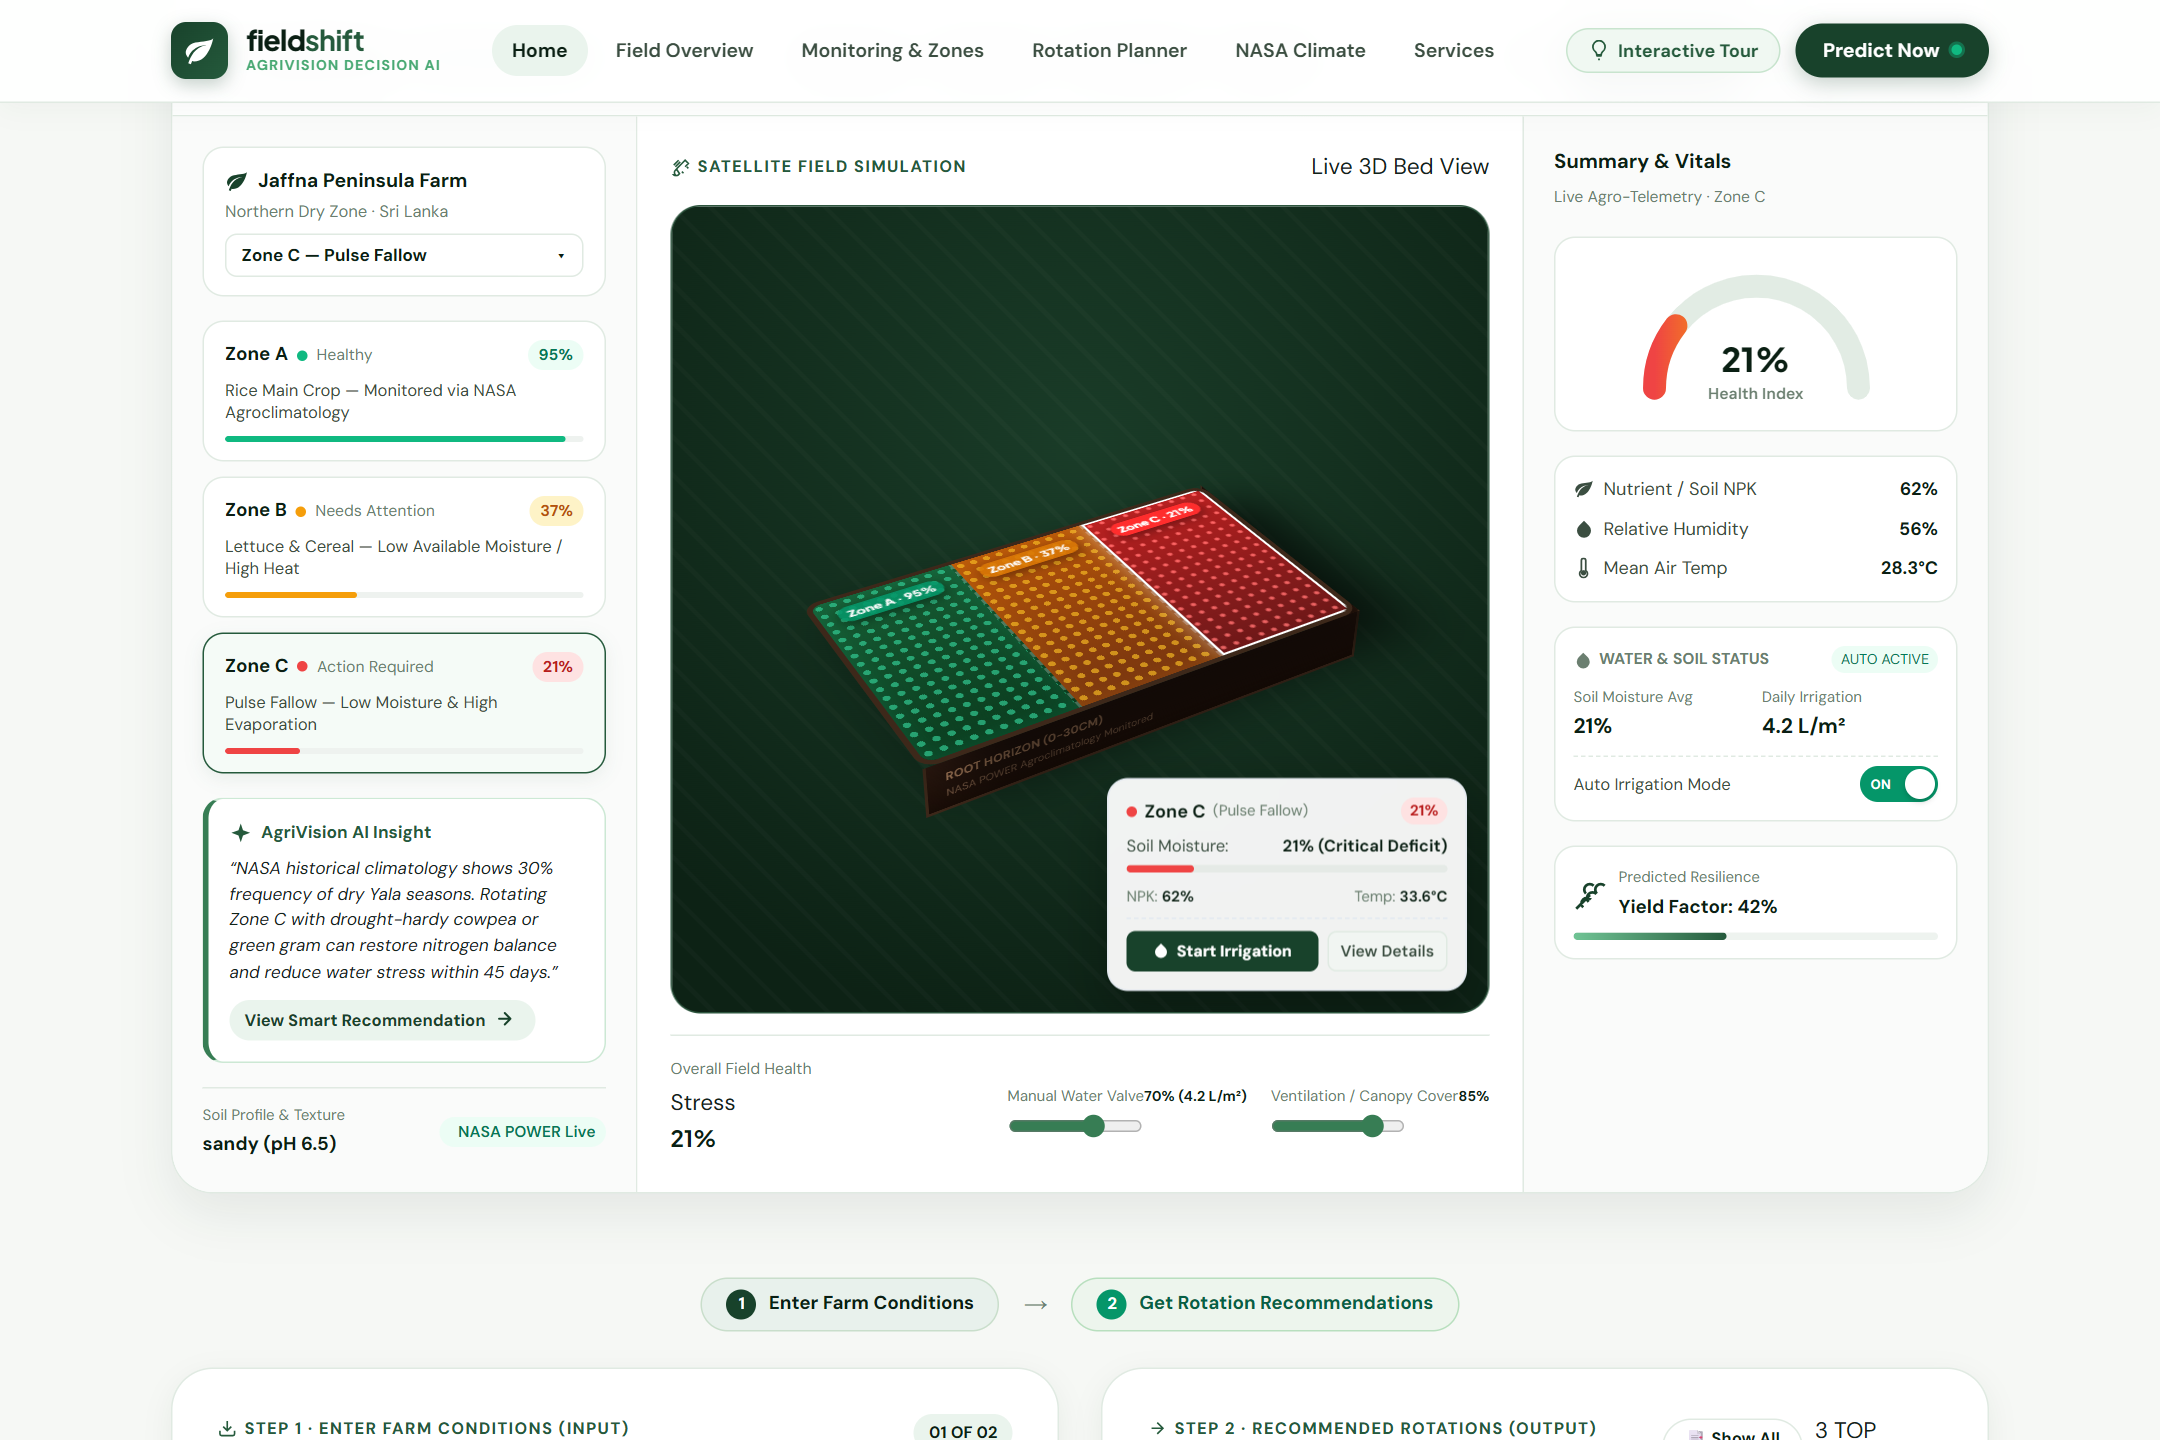 fieldshift
AGRIVISION DECISION AI
Home
Field Overview
Monitoring & Zones
Rotation Planner
NASA Climate
Services
Interactive Tour
Predict Now
Jaffna Peninsula Farm
Northern Dry Zone · Sri Lanka
Zone C — Pulse Fallow
Zone A
Healthy
95%
Rice Main Crop — Monitored via NASA
Agroclimatology
Zone B
Needs Attention
37%
Lettuce & Cereal — Low Available Moisture /
High Heat
Zone C
Action Required
21%
Pulse Fallow — Low Moisture & High
Evaporation
AgriVision AI Insight
“NASA historical climatology shows 30%
frequency of dry Yala seasons. Rotating
Zone C with drought-hardy cowpea or
green gram can restore nitrogen balance
and reduce water stress within 45 days.”
View Smart Recommendation →
Soil Profile & Texture
sandy (pH 6.5)
NASA POWER Live
SATELLITE FIELD SIMULATION
Live 3D Bed View
Zone A · 95%
Zone B · 37%
Zone C · 21%
ROOT HORIZON (0-30CM)
NASA POWER Agroclimatology Monitored
Zone C (Pulse Fallow)
21%
Soil Moisture:
21% (Critical Deficit)
NPK: 62%
Temp: 33.6°C
Start Irrigation
View Details
Overall Field Health
Stress
21%
Manual Water Valve70% (4.2 L/m²)
Ventilation / Canopy Cover85%
Summary & Vitals
Live Agro-Telemetry · Zone C
21%
Health Index
Nutrient / Soil NPK
62%
Relative Humidity
56%
Mean Air Temp
28.3°C
WATER & SOIL STATUS
AUTO ACTIVE
Soil Moisture Avg
21%
Daily Irrigation
4.2 L/m²
Auto Irrigation Mode
ON
Predicted Resilience
Yield Factor: 42%
1 Enter Farm Conditions
→
2 Get Rotation Recommendations
STEP 1 · ENTER FARM CONDITIONS (INPUT)
01 OF 02
→ STEP 2 · RECOMMENDED ROTATIONS (OUTPUT)
Show All
3 TOP